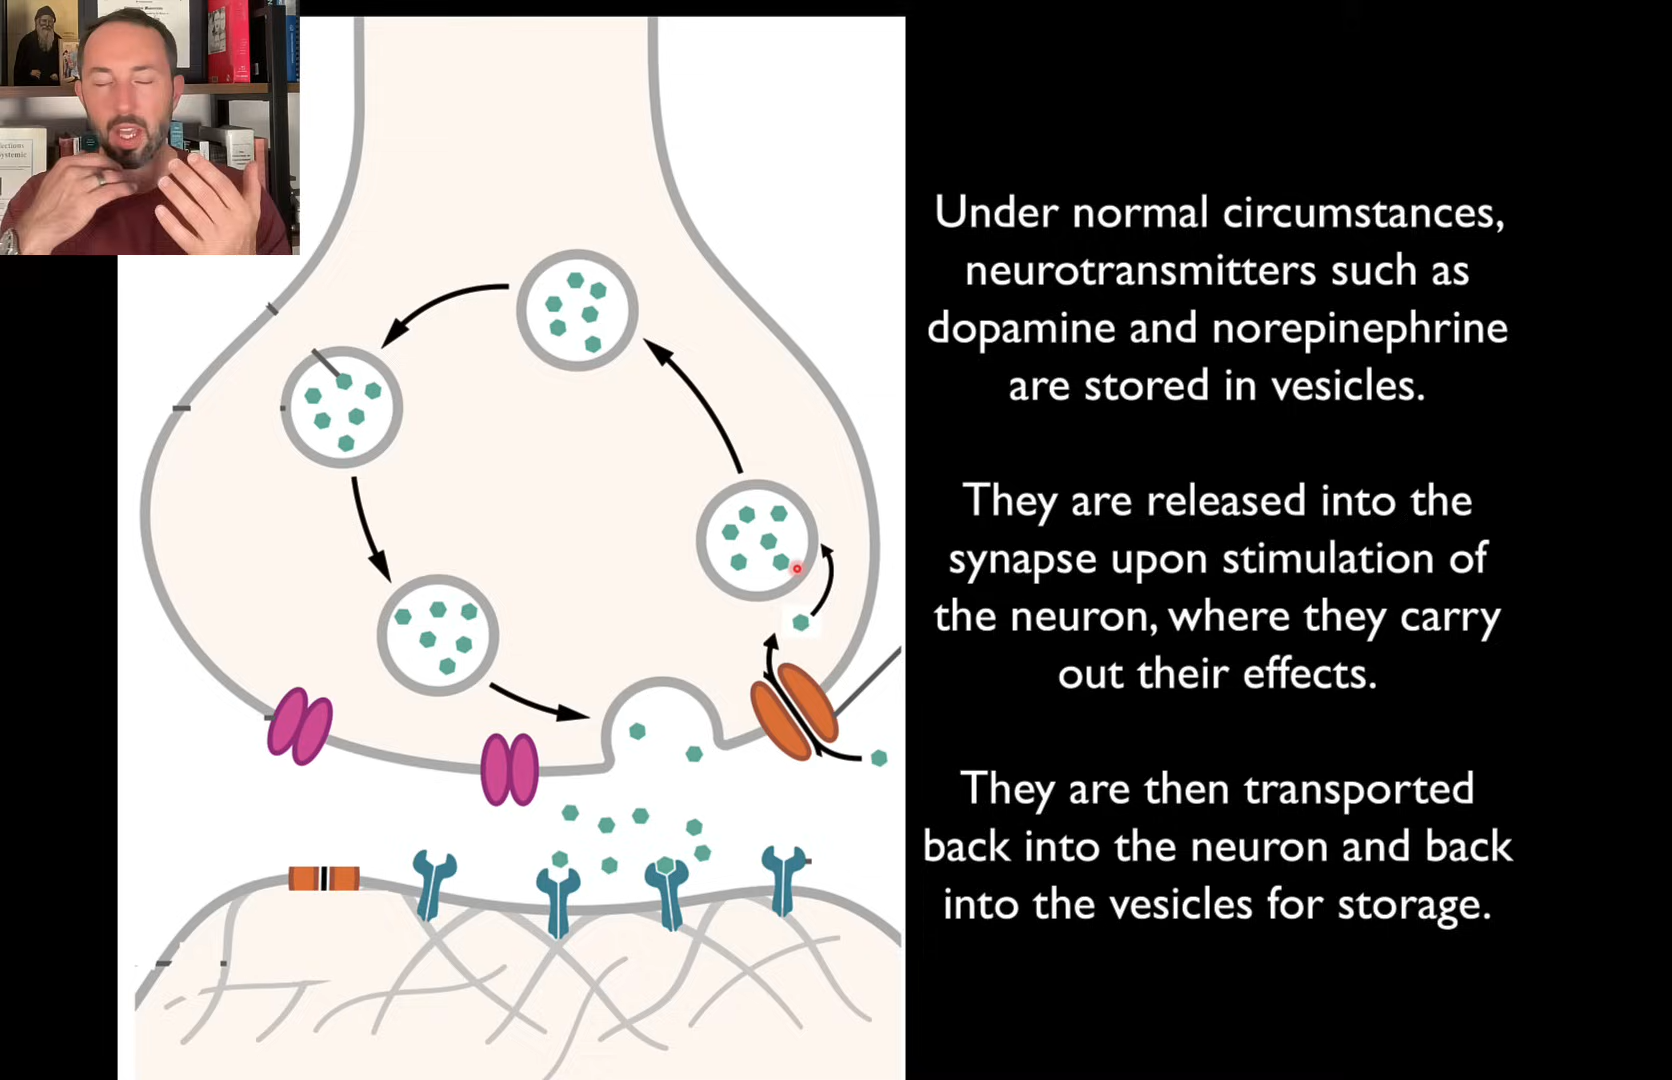 Under normal circumstances,
neurotransmitters such as
dopamine and norepinephrine
are stored in vesicles.
They are released into the
synapse upon stimulation of
the neuron, where they carry
out their effects.
They are then transported
back into the neuron and back
into the vesicles for storage.